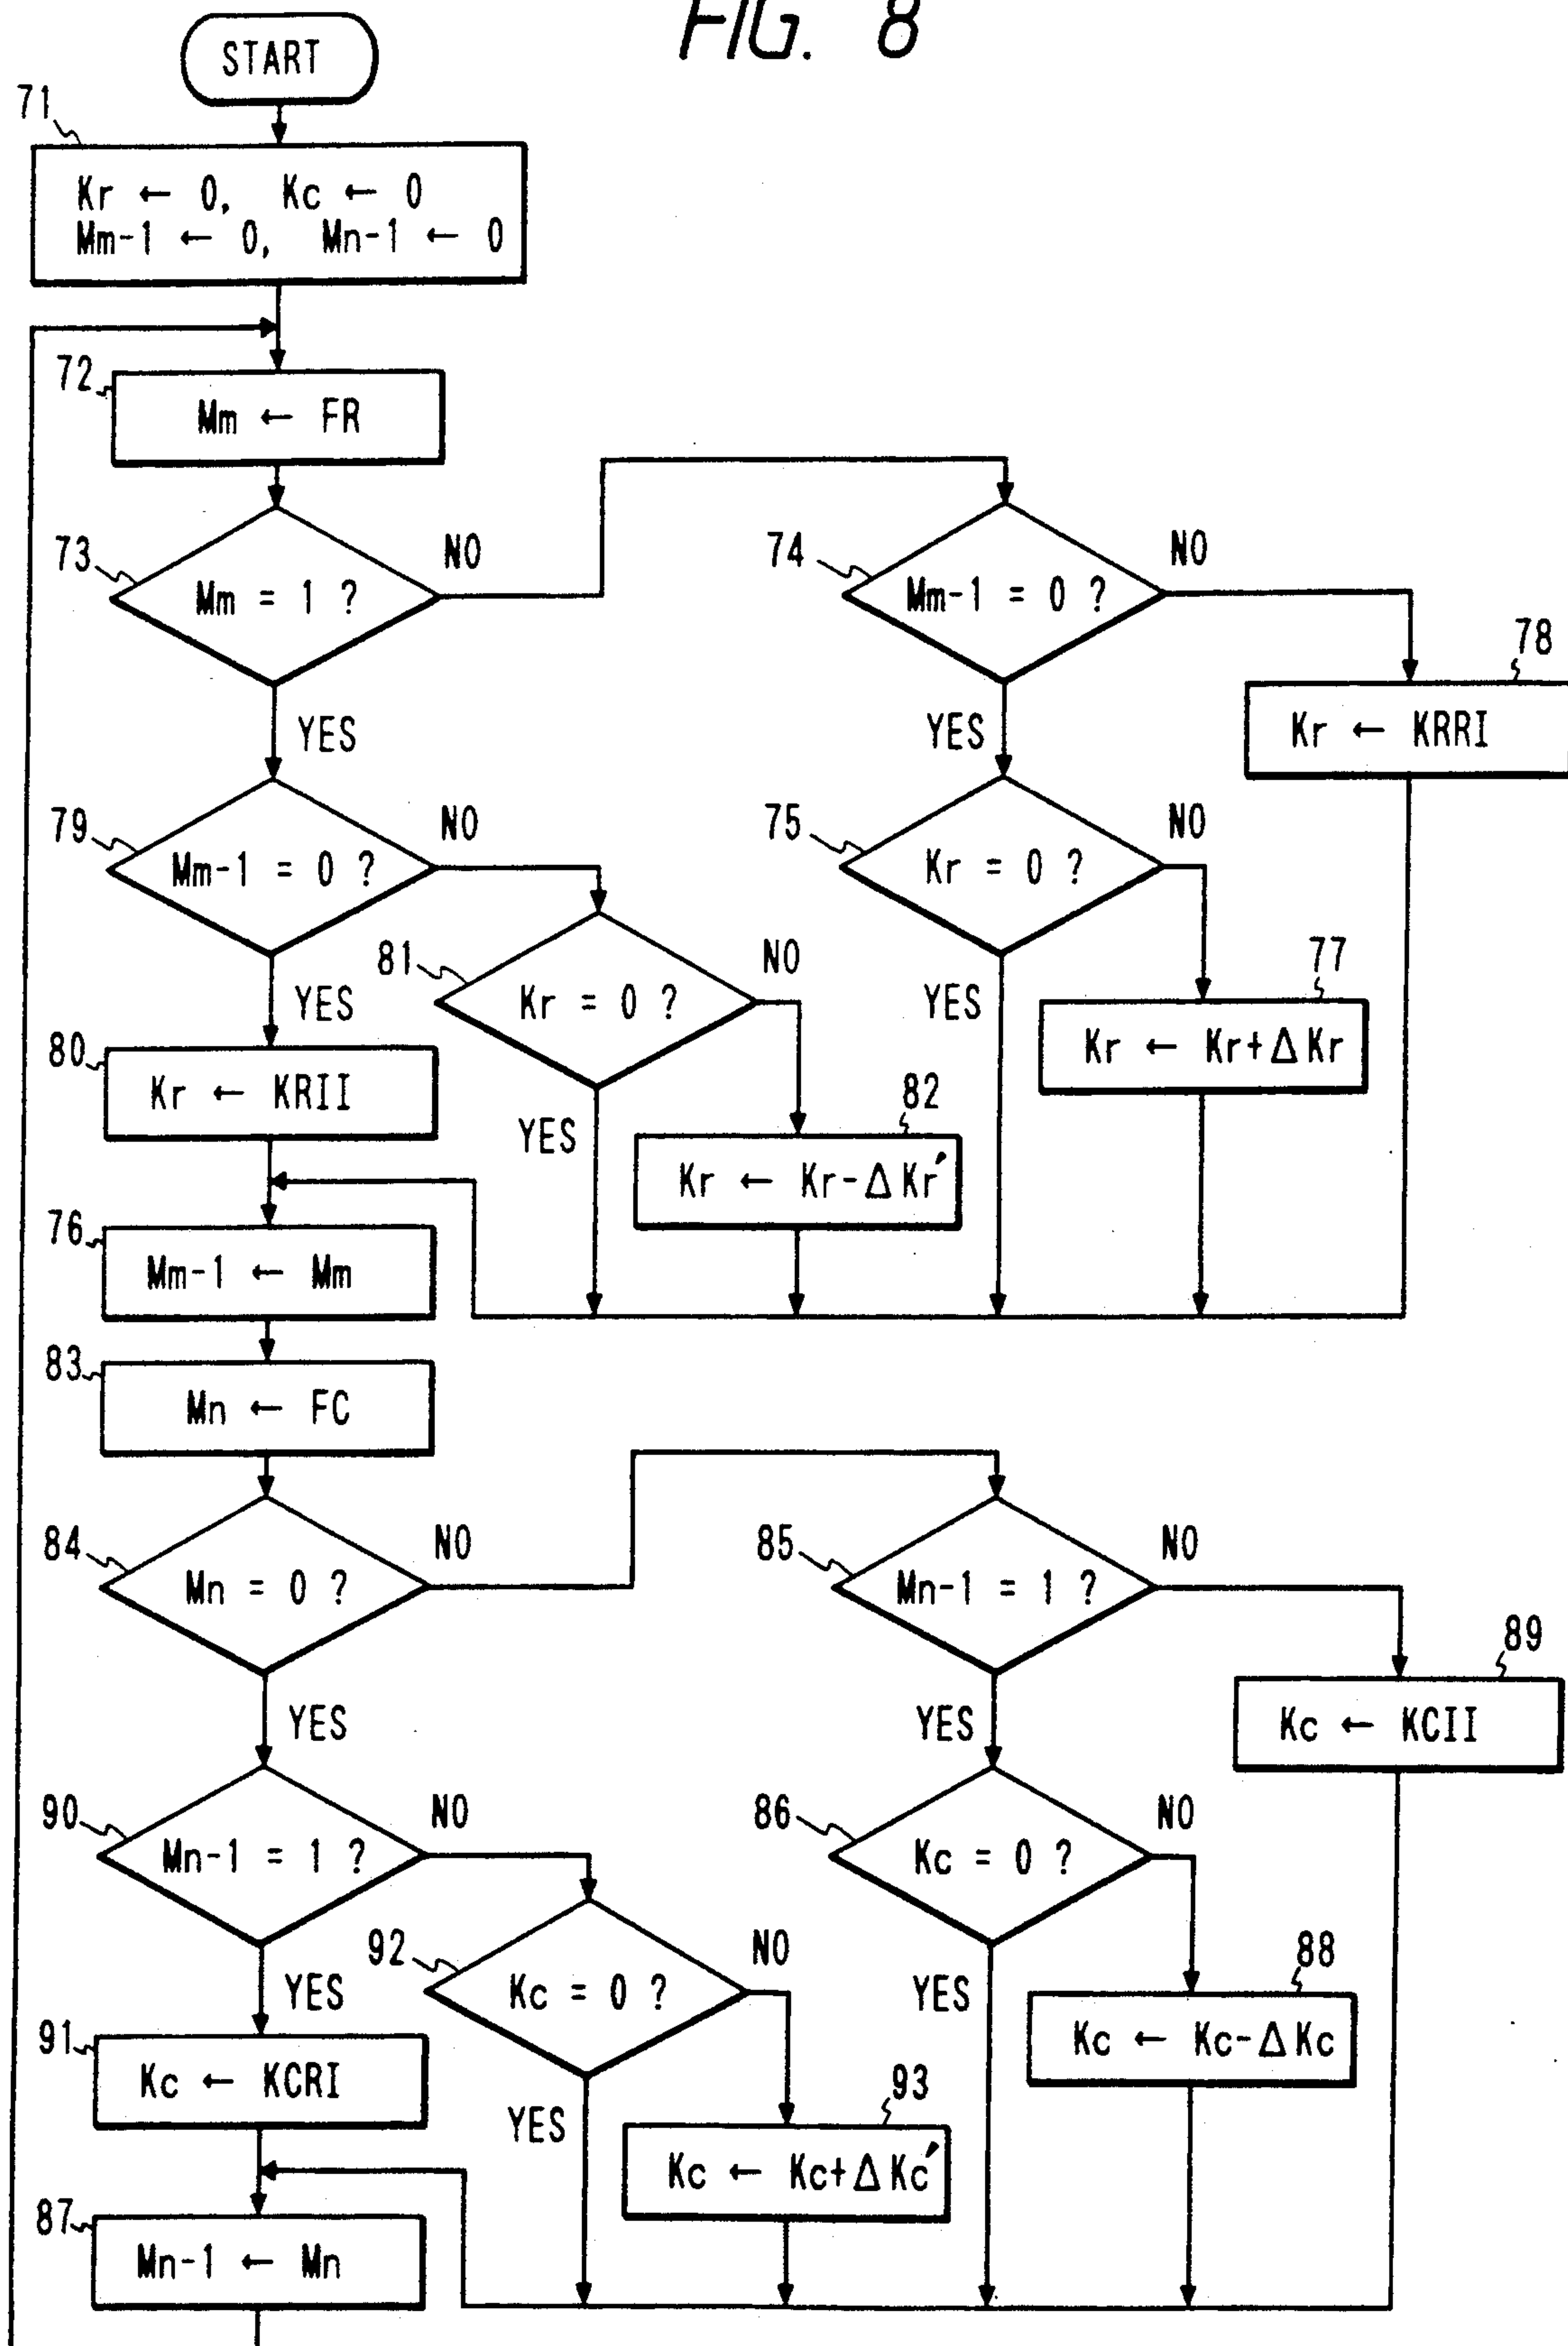 FIG. 8
START
71
Kr ← 0, Kc ← 0
Mm-1 ← 0, Mn-1 ← 0
72
Mm ← FR
73
Mm = 1 ?
NO
YES
74
Mm-1 = 0 ?
NO
YES
78
Kr ← KRRI
79
Mm-1 = 0 ?
NO
YES
75
Kr = 0 ?
NO
YES
81
Kr = 0 ?
NO
YES
77
Kr ← Kr+ΔKr
80
Kr ← KRII
82
Kr ← Kr-ΔKr′
76
Mm-1 ← Mm
83
Mn ← FC
84
Mn = 0 ?
NO
YES
85
Mn-1 = 1 ?
NO
YES
89
Kc ← KCII
90
Mn-1 = 1 ?
NO
YES
86
Kc = 0 ?
NO
YES
92
Kc = 0 ?
NO
YES
88
Kc ← Kc-ΔKc
91
Kc ← KCRI
93
Kc ← Kc+ΔKc′
87
Mn-1 ← Mn